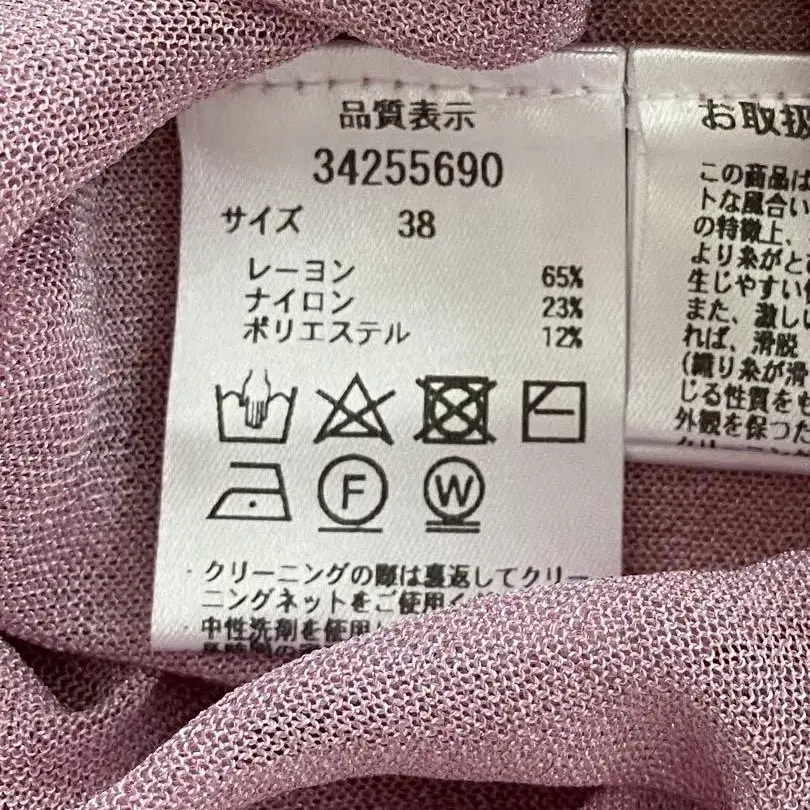 品質表示
34255690
サイズ 38
レーヨン 65%
ナイロン 23%
ポリエステル 12%
F W
・クリーニングの際は裏返してクリー
ニングネットをご使用く
・中性洗剤を使用
お取扱
この商品は
トな風合い
の特徴上、
より糸がと
生じやすい
また、激しい
れば、滑脱
(織り糸が滑
じる性質を
外観を保つた